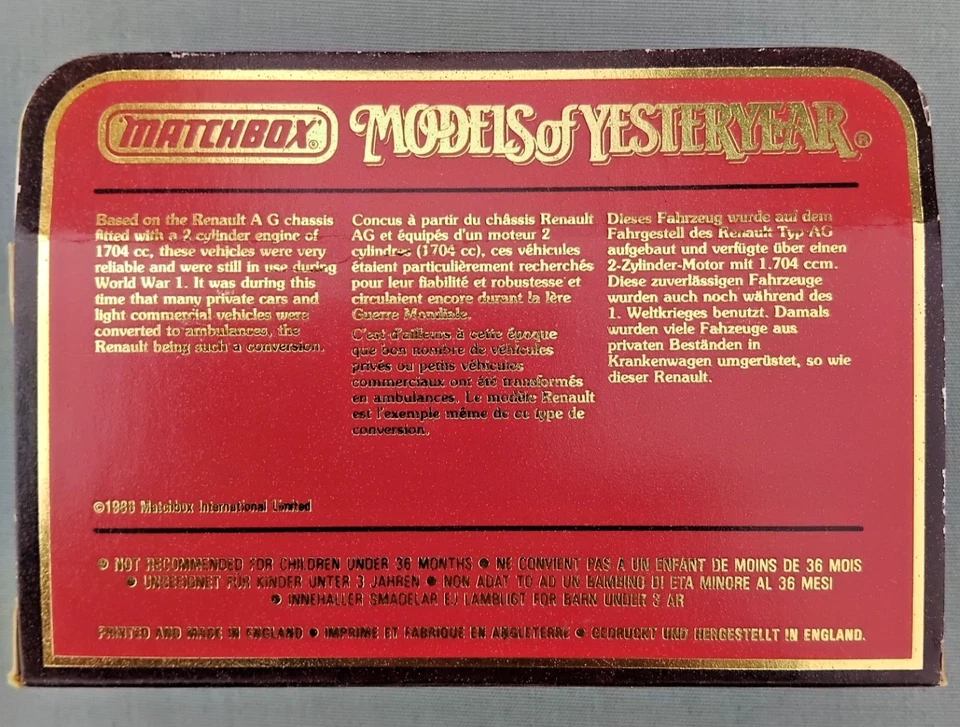 MATCHBOX®
MODELS of YESTERYEAR®
Based on the Renault A G chassis
fitted with a 2 cylinder engine of
1704 cc, these vehicles were very
reliable and were still in use during
World War 1. It was during this
time that many private cars and
light commercial vehicles were
converted to ambulances, the
Renault being such a conversion.
Concus à partir du châssis Renault
AG et équipés d'un moteur 2
cylindres (1704 cc), ces véhicules
étaient particulièrement recherchés
pour leur fiabilité et robustesse et
circulaient encore durant la 1ère
Guerre Mondiale.
C'est d'ailleurs à cette époque
que bon nombre de véhicules
privés ou petits véhicules
commerciaux ont été transformés
en ambulances. Le modèle Renault
est l'exemple même de ce type de
conversion.
Dieses Fahrzeug wurde auf dem
Fahrgestell des Renault Typ AG
aufgebaut und verfügte über einen
2-Zylinder-Motor mit 1.704 ccm.
Diese zuverlässigen Fahrzeuge
wurden auch noch während des
1. Weltkrieges benutzt. Damals
wurden viele Fahzeuge aus
privaten Beständen in
Krankenwagen umgerüstet, so wie
dieser Renault.
© Matchbox International Limited
● NOT RECOMMENDED FOR CHILDREN UNDER 36 MONTHS ● NE CONVIENT PAS A UN ENFANT DE MOINS DE 36 MOIS
● UNGEEIGNET FÜR KINDER UNTER 3 JAHREN ● NON ADAT TO AD UN BAMBINO DI ETA MINORE AL 36 MESI
● INNEHALLER SMADELAR EJ LAMBLIGT FOR BARN UNDER 3 AR
PRINTED AND MADE IN ENGLAND ● IMPRIME ET FABRIQUE EN ANGLETERRE ● GEDRUCKT UND HERGESTELLT IN ENGLAND.